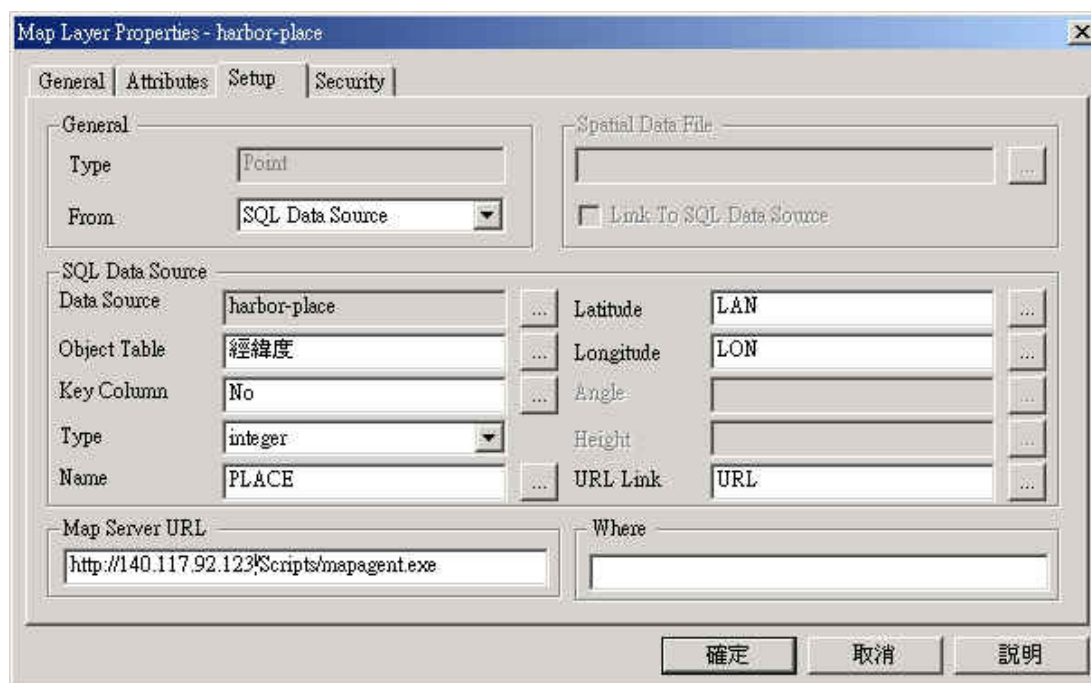 Map Layer Properties - harbor-place
General Attributes Setup Security
General
Type Point
From SQL Data Source
Spatial Data File
...
Link To SQL Data Source
SQL Data Source
Data Source harbor-place ...
Object Table 經緯度 ...
Key Column No ...
Type integer
Name PLACE ...
Latitude LAN ...
Longitude LON ...
Angle ...
Height ...
URL Link URL ...
Map Server URL
http://140.117.92.123/Scripts/mapagent.exe
Where
確定 取消 說明